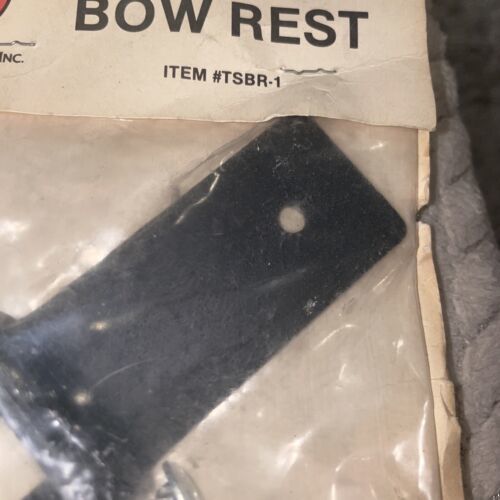 BOW REST
INC.
ITEM #TSBR-1